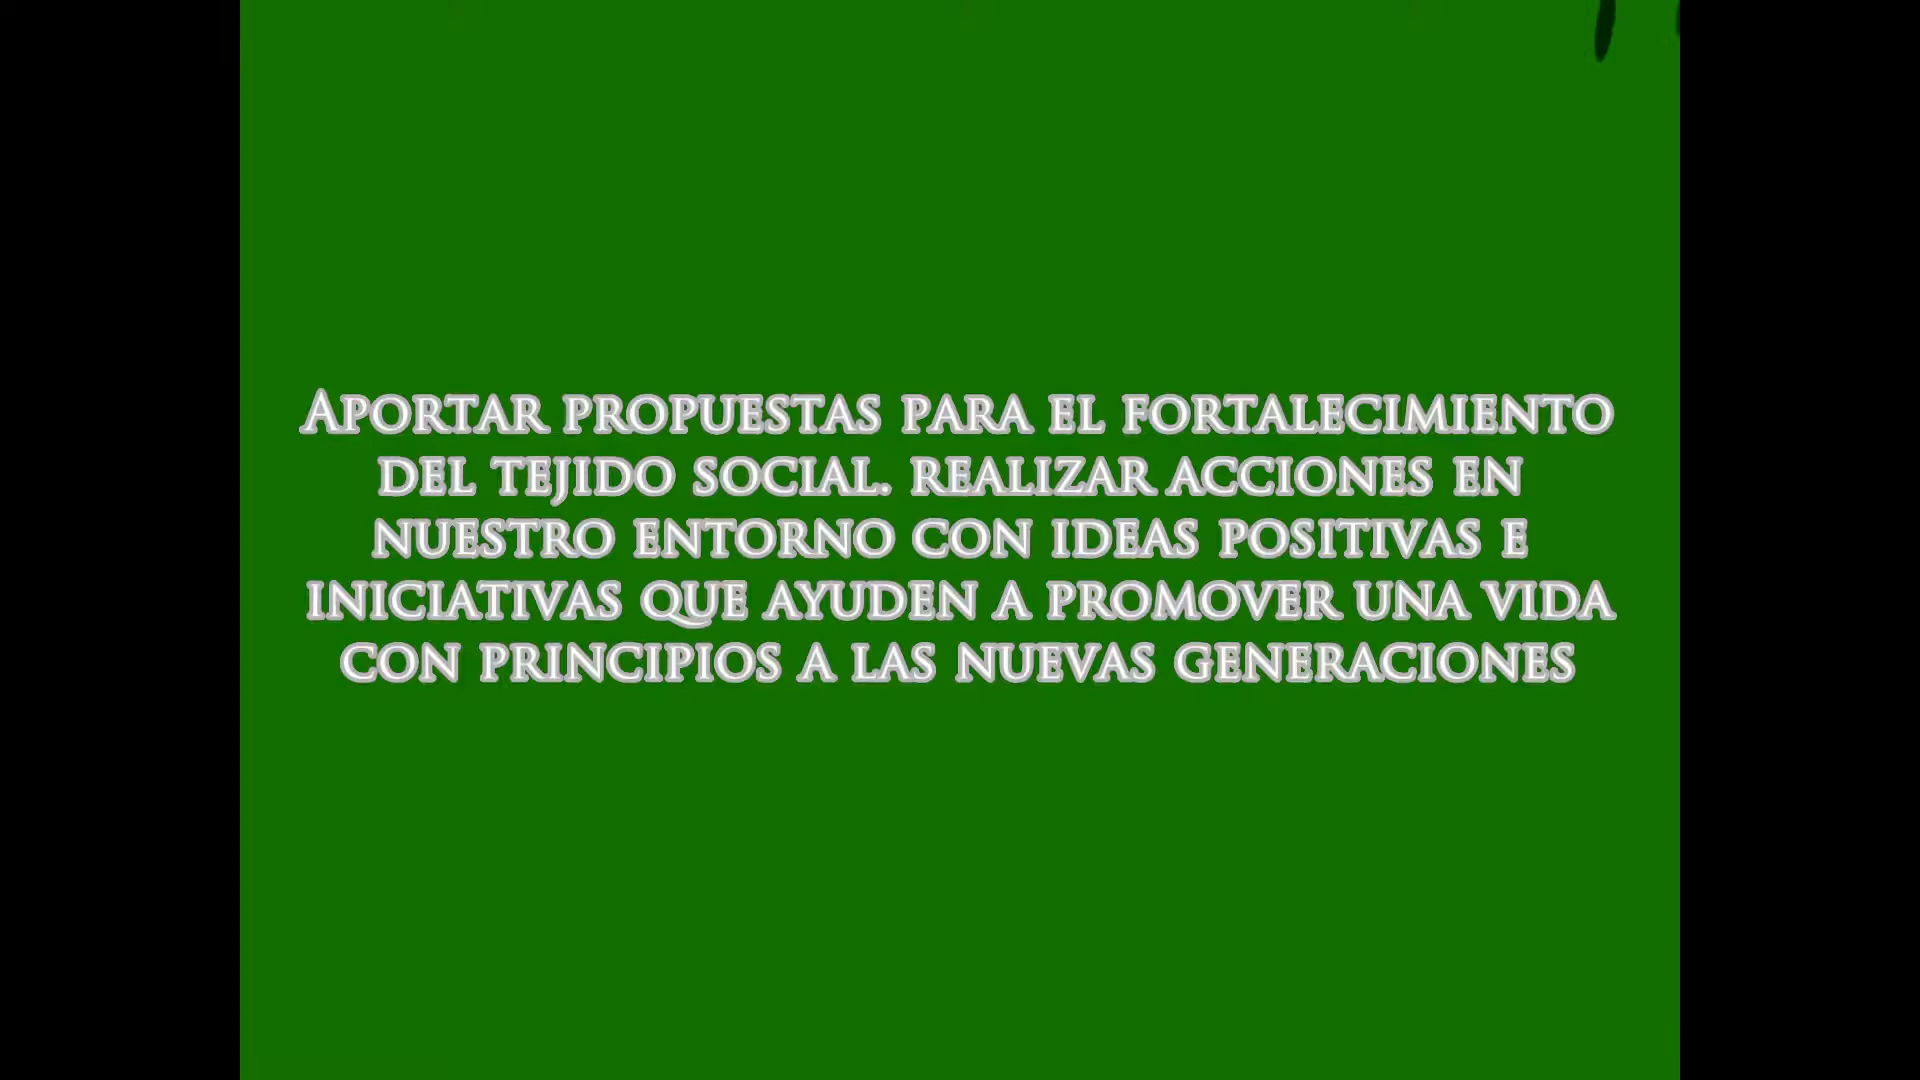 APORTAR PROPUESTAS PARA EL FORTALECIMIENTO
DEL TEJIDO SOCIAL. REALIZAR ACCIONES EN
NUESTRO ENTORNO CON IDEAS POSITIVAS E
INICIATIVAS QUE AYUDEN A PROMOVER UNA VIDA
CON PRINCIPIOS A LAS NUEVAS GENERACIONES